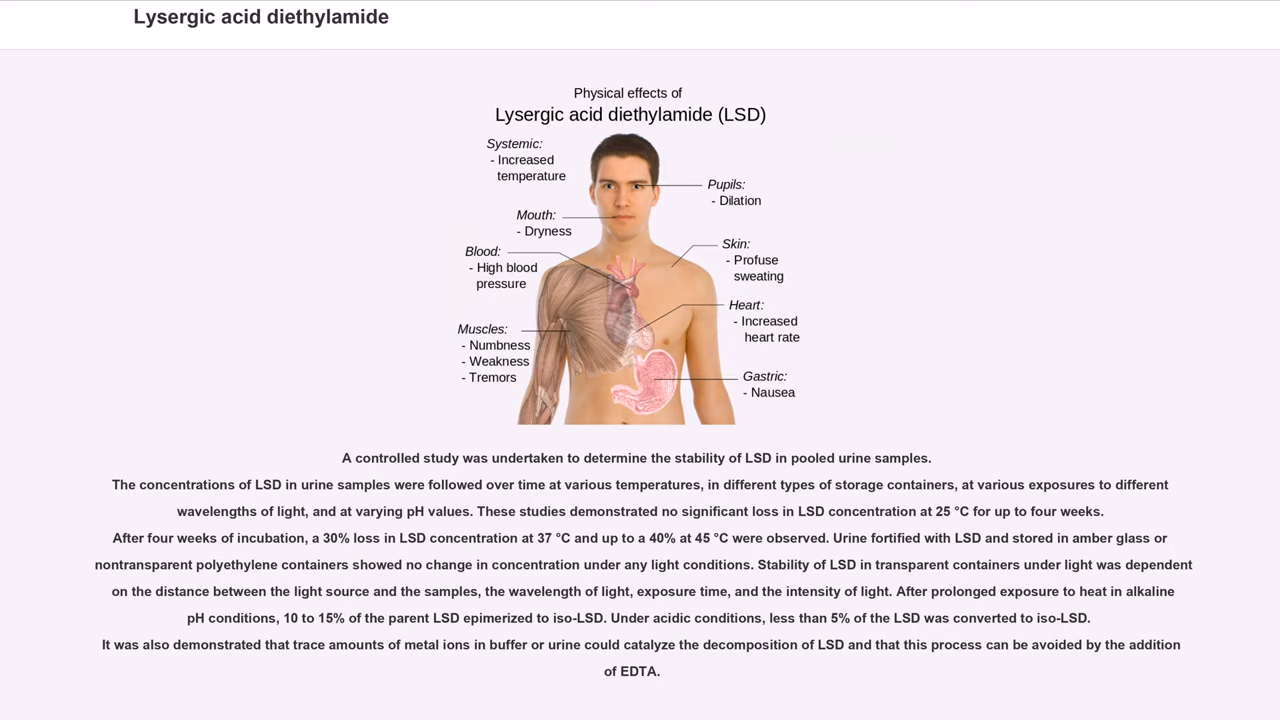 Lysergic acid diethylamide
Physical effects of
Lysergic acid diethylamide (LSD)
Systemic:
- Increased
temperature
Pupils:
- Dilation
Mouth:
- Dryness
Blood:
- High blood
pressure
Skin:
- Profuse
sweating
Heart:
- Increased
heart rate
Muscles:
- Numbness
- Weakness
- Tremors
Gastric:
- Nausea
A controlled study was undertaken to determine the stability of LSD in pooled urine samples.
The concentrations of LSD in urine samples were followed over time at various temperatures, in different types of storage containers, at various exposures to different
wavelengths of light, and at varying pH values. These studies demonstrated no significant loss in LSD concentration at 25 °C for up to four weeks.
After four weeks of incubation, a 30% loss in LSD concentration at 37 °C and up to a 40% at 45 °C were observed. Urine fortified with LSD and stored in amber glass or
nontransparent polyethylene containers showed no change in concentration under any light conditions. Stability of LSD in transparent containers under light was dependent
on the distance between the light source and the samples, the wavelength of light, exposure time, and the intensity of light. After prolonged exposure to heat in alkaline
pH conditions, 10 to 15% of the parent LSD epimerized to iso-LSD. Under acidic conditions, less than 5% of the LSD was converted to iso-LSD.
It was also demonstrated that trace amounts of metal ions in buffer or urine could catalyze the decomposition of LSD and that this process can be avoided by the addition
of EDTA.